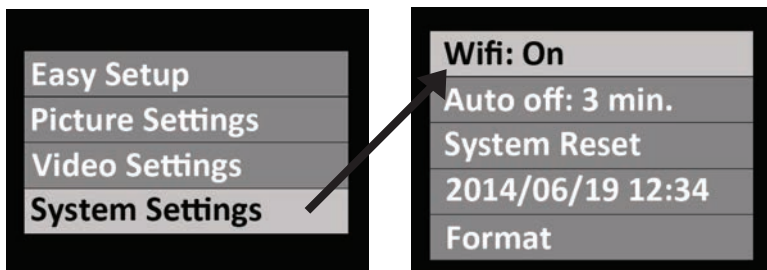 Easy Setup
Picture Settings
Video Settings
System Settings
Wifi: On
Auto off: 3 min.
System Reset
2014/06/19 12:34
Format